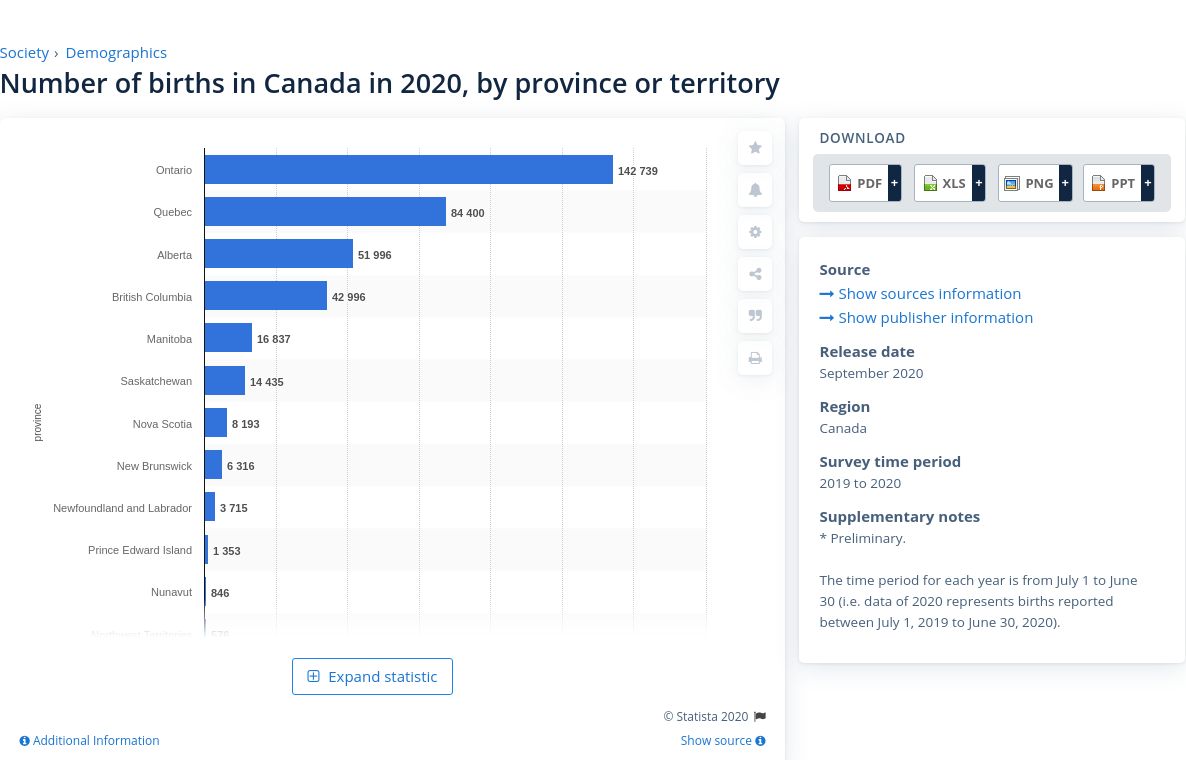 Society › Demographics
Number of births in Canada in 2020, by province or territory
province
Ontario 142 739
Quebec 84 400
Alberta 51 996
British Columbia 42 996
Manitoba 16 837
Saskatchewan 14 435
Nova Scotia 8 193
New Brunswick 6 316
Newfoundland and Labrador 3 715
Prince Edward Island 1 353
Nunavut 846
Northwest Territories
Expand statistic
© Statista 2020
Additional Information
Show source
DOWNLOAD
PDF + XLS + PNG + PPT +
Source
Show sources information
Show publisher information
Release date
September 2020
Region
Canada
Survey time period
2019 to 2020
Supplementary notes
* Preliminary.
The time period for each year is from July 1 to June
30 (i.e. data of 2020 represents births reported
between July 1, 2019 to June 30, 2020).